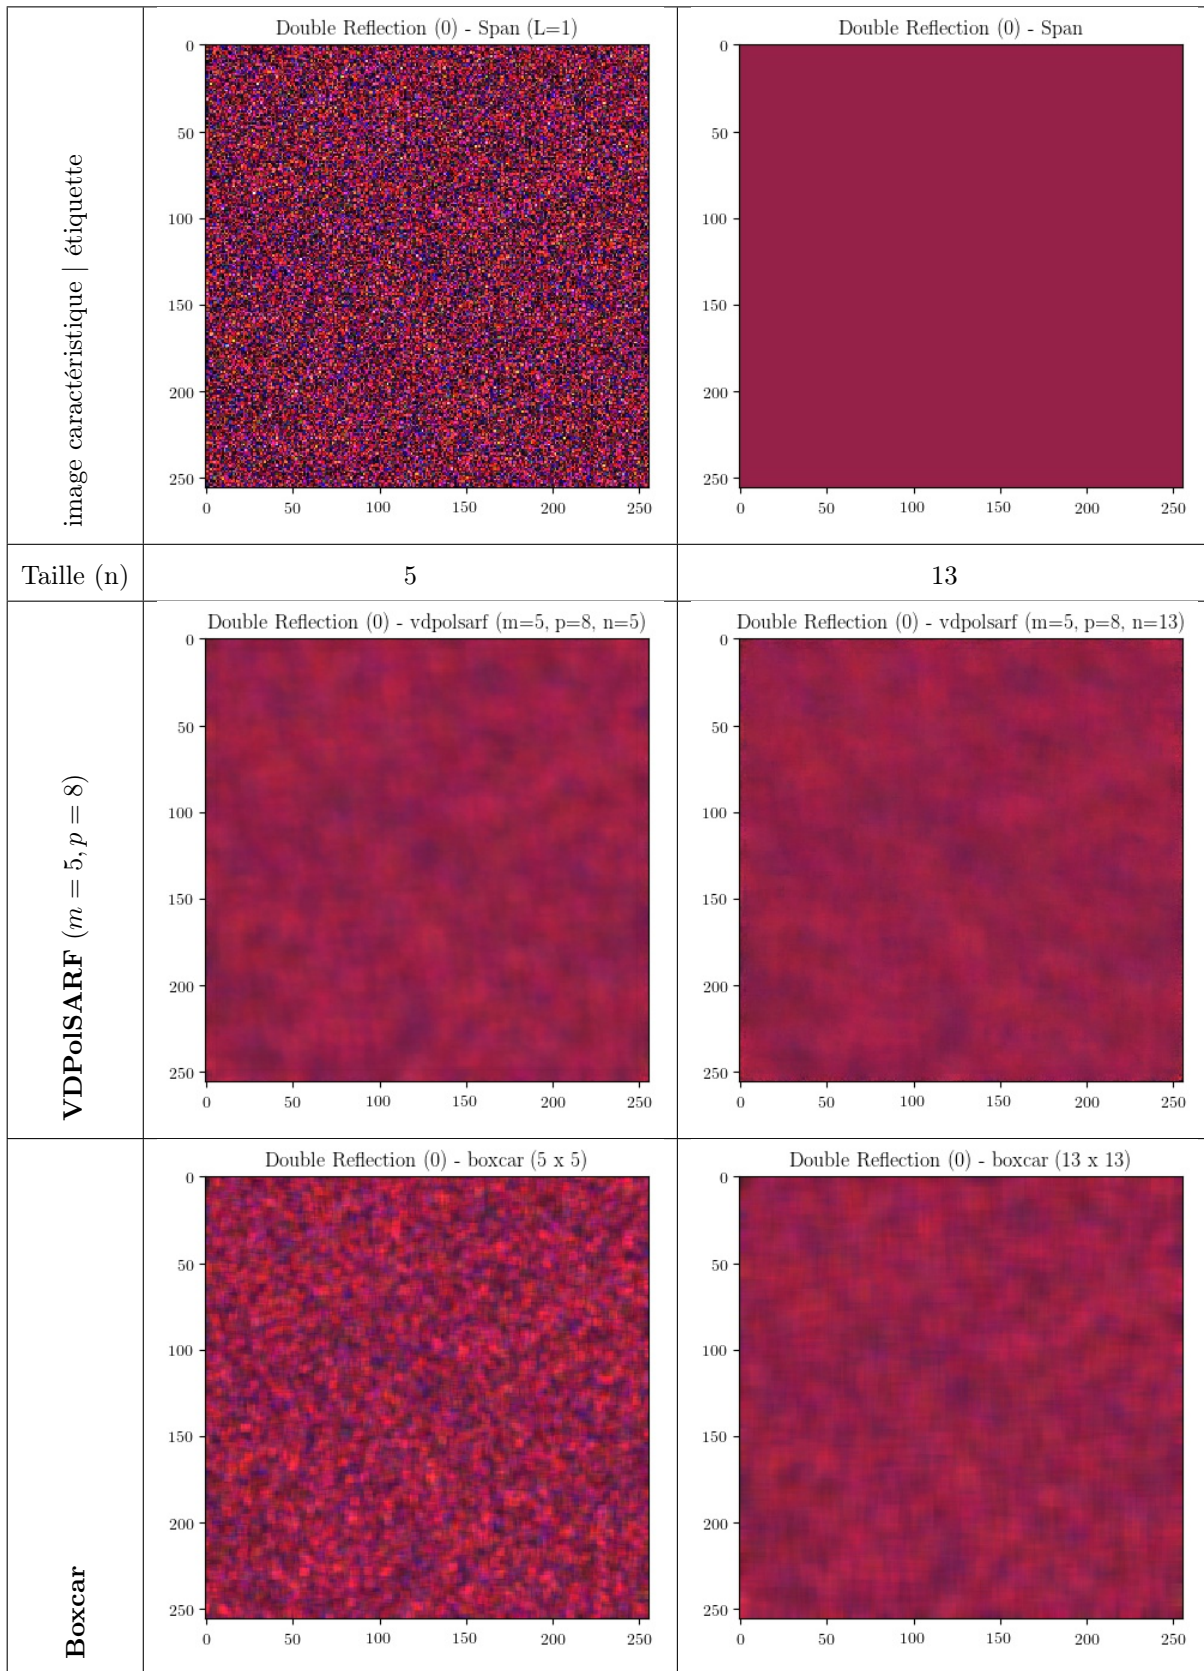 image caractéristique | étiquette
Double Reflection (0) - Span (L=1)
0
50
100
150
200
250
0 50 100 150 200 250
Double Reflection (0) - Span
0
50
100
150
200
250
0 50 100 150 200 250
Taille (n) 5 13
VDPolSARF (m = 5, p = 8)
Double Reflection (0) - vdpolsarf (m=5, p=8, n=5)
0
50
100
150
200
250
0 50 100 150 200 250
Double Reflection (0) - vdpolsarf (m=5, p=8, n=13)
0
50
100
150
200
250
0 50 100 150 200 250
Boxcar
Double Reflection (0) - boxcar (5 x 5)
0
50
100
150
200
250
0 50 100 150 200 250
Double Reflection (0) - boxcar (13 x 13)
0
50
100
150
200
250
0 50 100 150 200 250